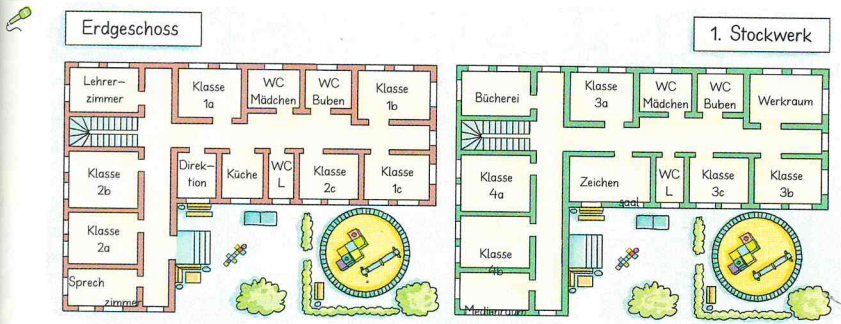 Erdgeschoss
1. Stockwerk
Lehrer-
zimmer
Klasse
1a
WC
Mädchen
WC
Buben
Klasse
1b
Klasse
2b
Direk-
tion
Küche
WC
L
Klasse
2c
Klasse
1c
Klasse
2a
Sprech
zimmer
Bücherei
Klasse
3a
WC
Mädchen
WC
Buben
Werkraum
Klasse
4a
Zeichen
saal
WC
L
Klasse
3c
Klasse
3b
Klasse
4b
Medienraum